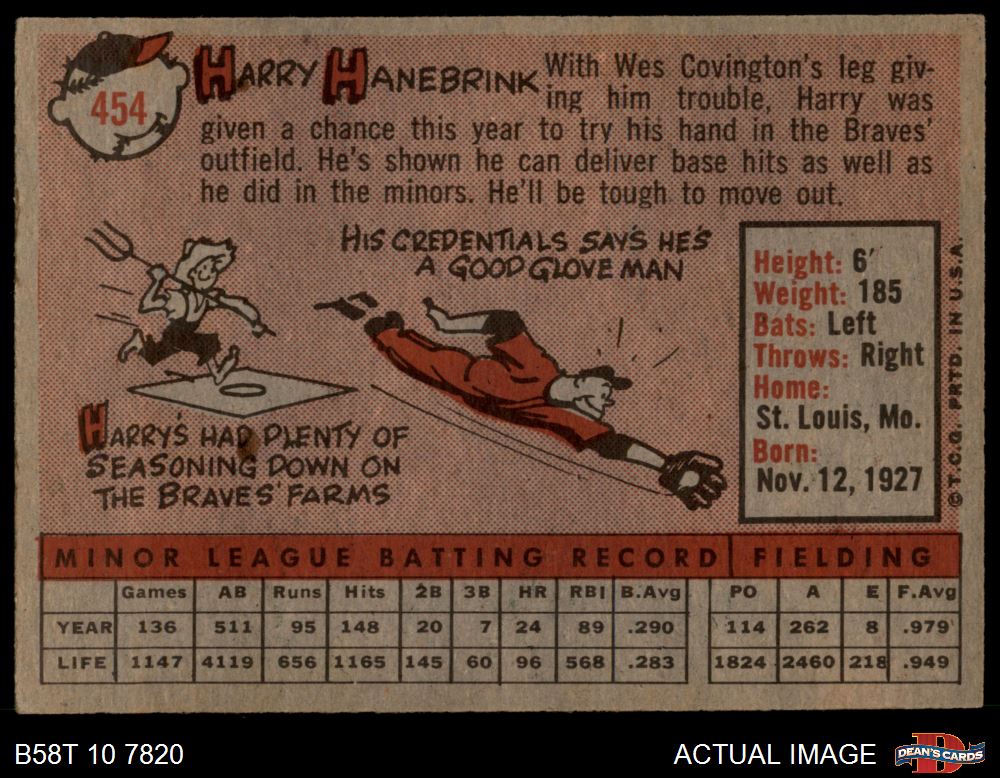 454
HARRY HANEBRINK
With Wes Covington's leg giv-
ing him trouble, Harry was
given a chance this year to try his hand in the Braves'
outfield. He's shown he can deliver base hits as well as
he did in the minors. He'll be tough to move out.
HIS CREDENTIALS SAYS HE'S
A GOOD GLOVE MAN
HARRY'S HAD PLENTY OF
SEASONING DOWN ON
THE BRAVES' FARMS
Height: 6'
Weight: 185
Bats: Left
Throws: Right
Home:
St. Louis, Mo.
Born:
Nov. 12, 1927
© T.C.G. PRTD. IN U.S.A.
MINOR LEAGUE BATTING RECORD FIELDING
Games AB Runs Hits 2B 3B HR RBI B.Avg PO A E F.Avg
YEAR 136 511 95 148 20 7 24 89 .290 114 262 8 .979
LIFE 1147 4119 656 1165 145 60 96 568 .283 1824 2460 218 .949
B58T 10 7820
ACTUAL IMAGE
DEAN'S CARDS